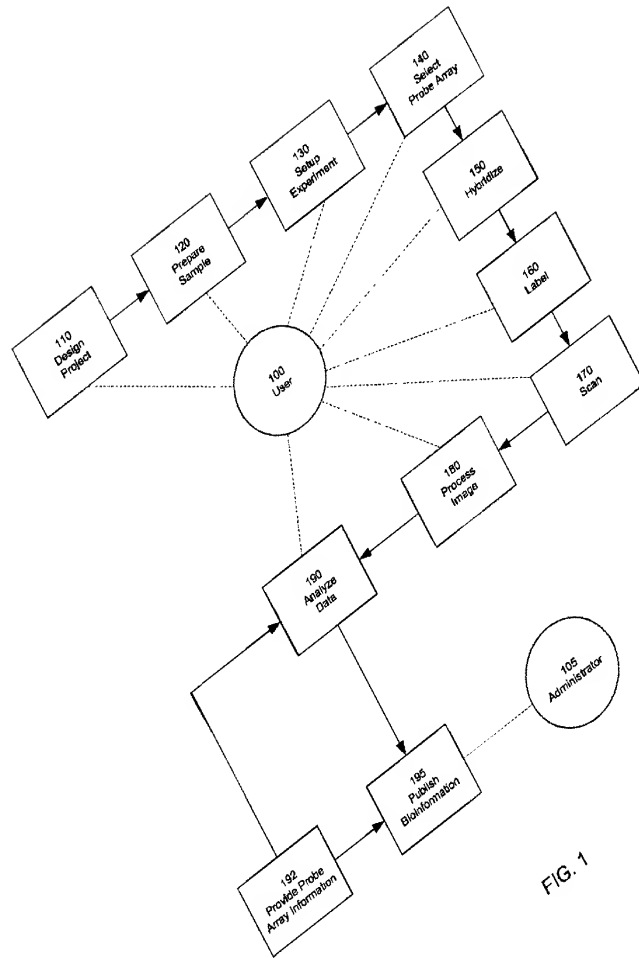 110
Design
Project
120
Prepare
Sample
130
Setup
Experiment
140
Select
Probe Array
150
Hybridize
160
Label
170
Scan
180
Process
Image
190
Analyze
Data
192
Provide Probe
Array Information
195
Publish
Bioinformation
100
User
105
Administrator
FIG. 1